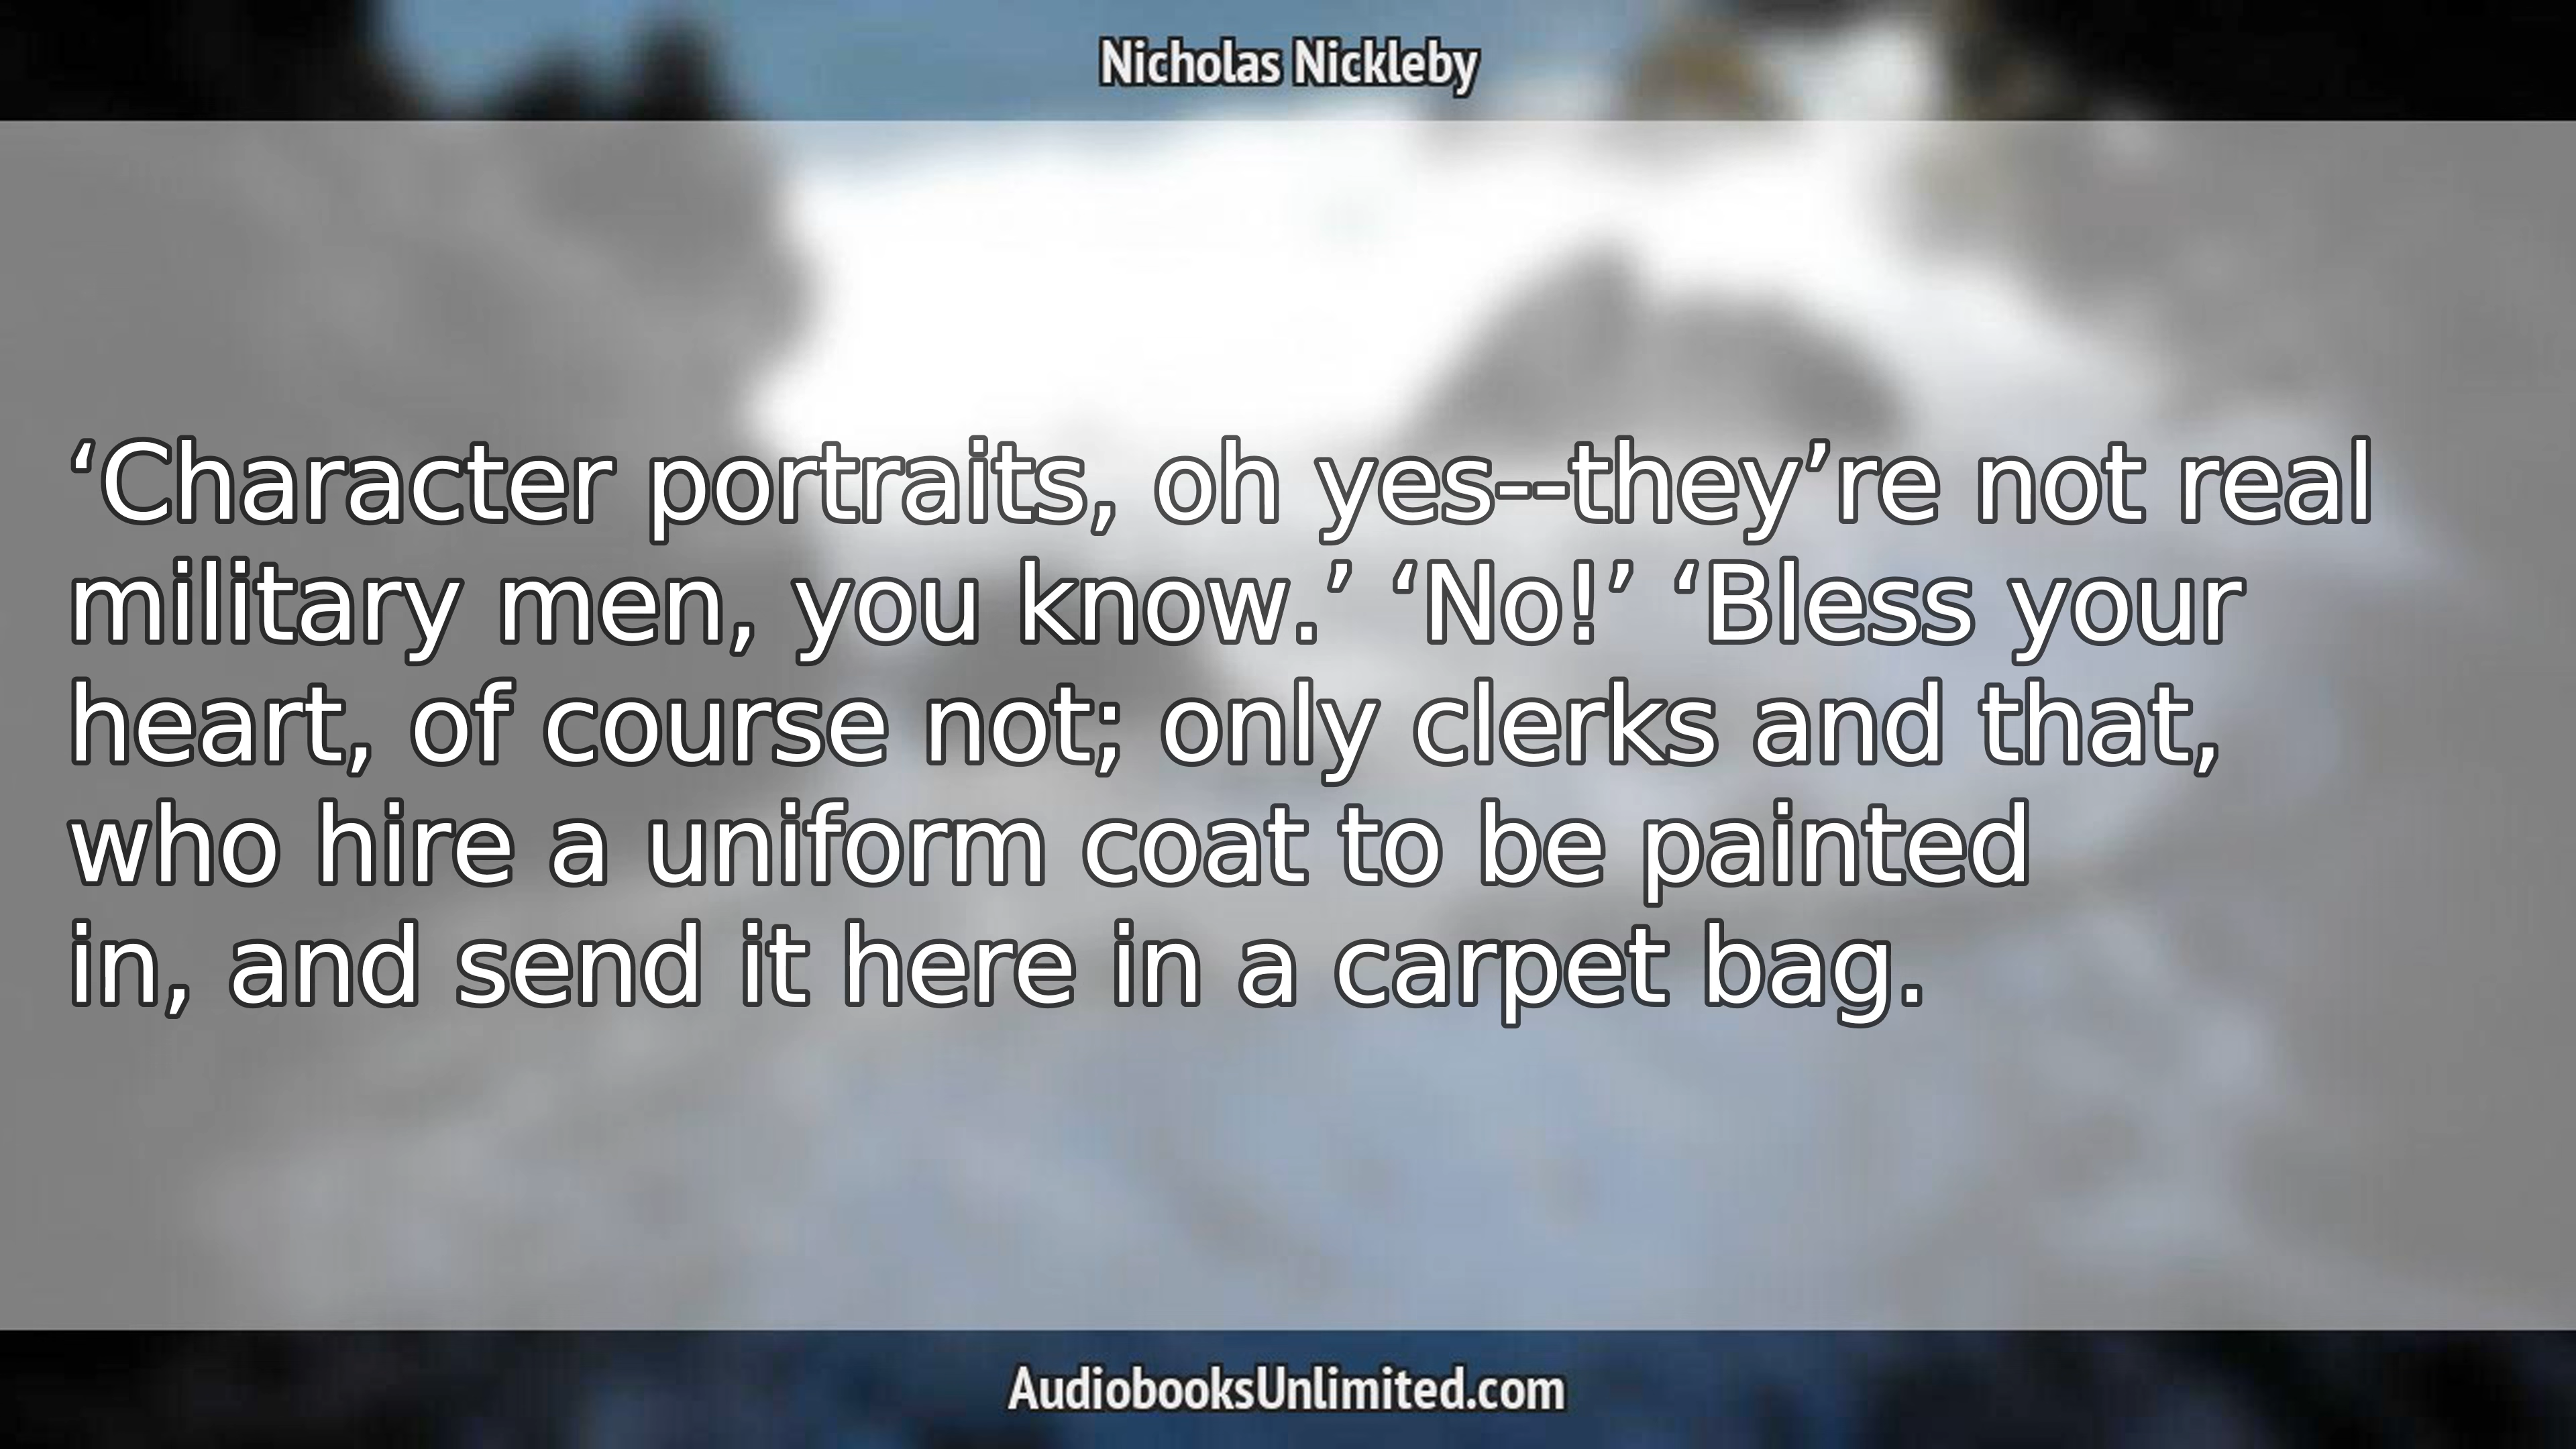 Nicholas Nickleby
‘Character portraits, oh yes--they’re not real
military men, you know.’ ‘No!’ ‘Bless your
heart, of course not; only clerks and that,
who hire a uniform coat to be painted
in, and send it here in a carpet bag.
AudiobooksUnlimited.com